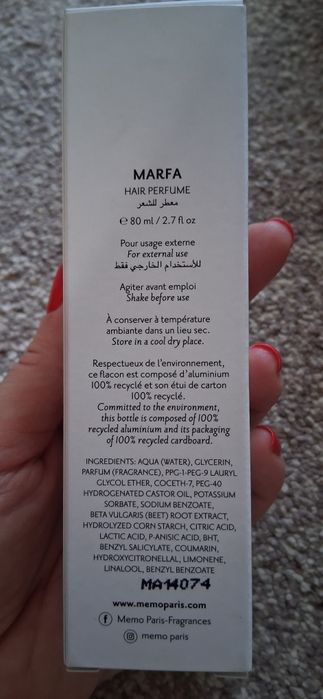 MARFA
HAIR PERFUME
معطر للشعر
℮ 80 ml / 2.7 fl oz
Pour usage externe
For external use
للأستخدام الخارجي فقط
Agiter avant emploi
Shake before use
À conserver à température
ambiante dans un lieu sec.
Store in a cool dry place.
Respectueux de l'environnement,
ce flacon est composé d'aluminium
100% recyclé et son étui de carton
100% recyclé.
Committed to the environment,
this bottle is composed of 100%
recycled aluminium and its packaging
of 100% recycled cardboard.
INGREDIENTS: AQUA (WATER), GLYCERIN,
PARFUM (FRAGRANCE), PPG-1-PEG-9 LAURYL
GLYCOL ETHER, COCETH-7, PEG-40
HYDROGENATED CASTOR OIL, POTASSIUM
SORBATE, SODIUM BENZOATE,
BETA VULGARIS (BEET) ROOT EXTRACT,
HYDROLYZED CORN STARCH, CITRIC ACID,
LACTIC ACID, P-ANISIC ACID, BHT,
BENZYL SALICYLATE, COUMARIN,
HYDROXYCITRONELLAL, LIMONENE,
LINALOOL, BENZYL BENZOATE
MA14074
www.memoparis.com
Memo Paris-Fragrances
memo paris